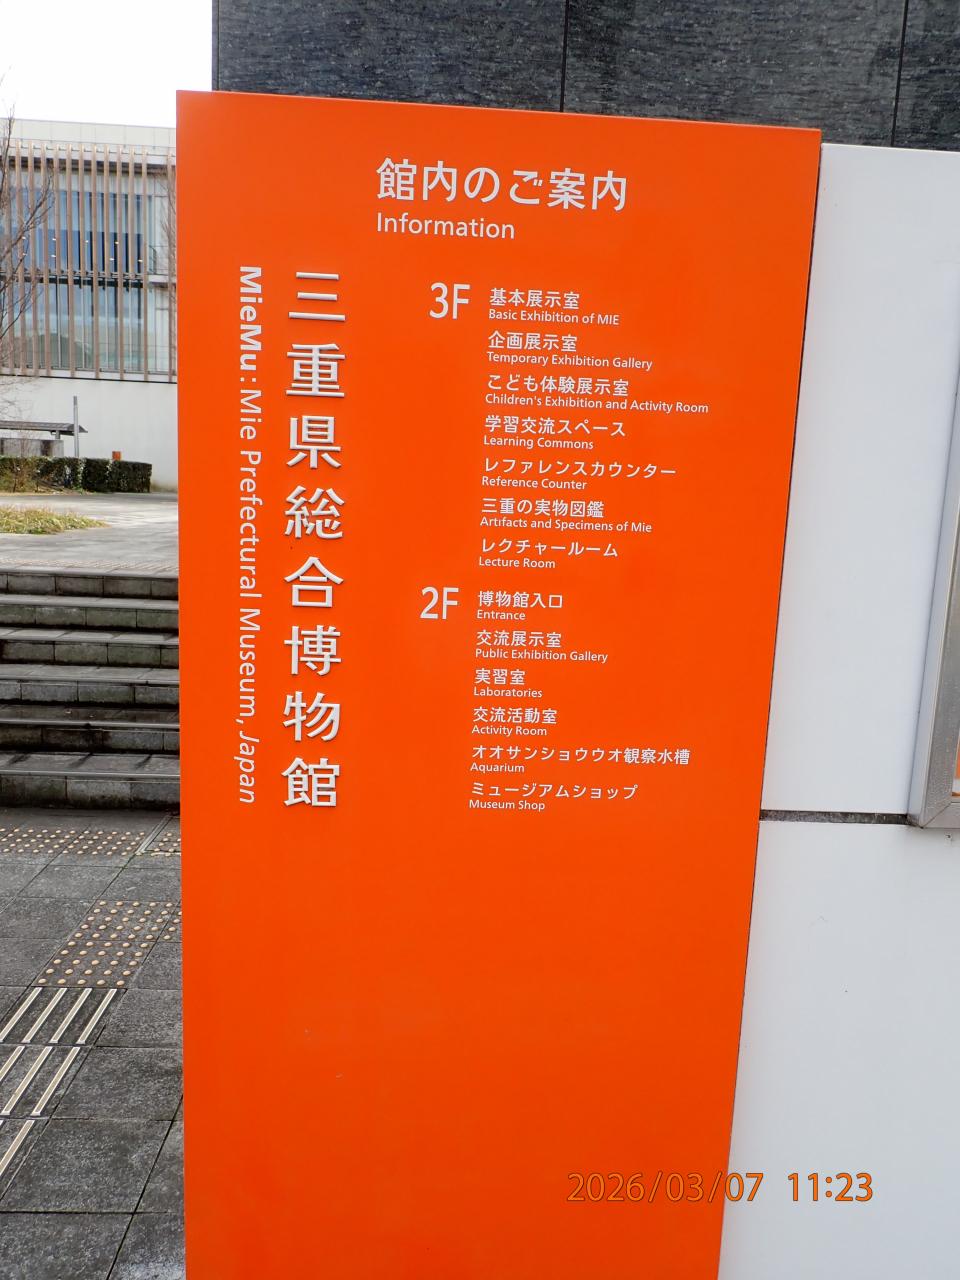 館内のご案内
Information
三重県総合博物館
MieMu : Mie Prefectural Museum, Japan
3F
基本展示室
Basic Exhibition of MIE
企画展示室
Temporary Exhibition Gallery
こども体験展示室
Children's Exhibition and Activity Room
学習交流スペース
Learning Commons
レファレンスカウンター
Reference Counter
三重の実物図鑑
Artifacts and Specimens of Mie
レクチャールーム
Lecture Room
2F
博物館入口
Entrance
交流展示室
Public Exhibition Gallery
実習室
Laboratories
交流活動室
Activity Room
オオサンショウウオ観察水槽
Aquarium
ミュージアムショップ
Museum Shop
2026/03/07 11:23